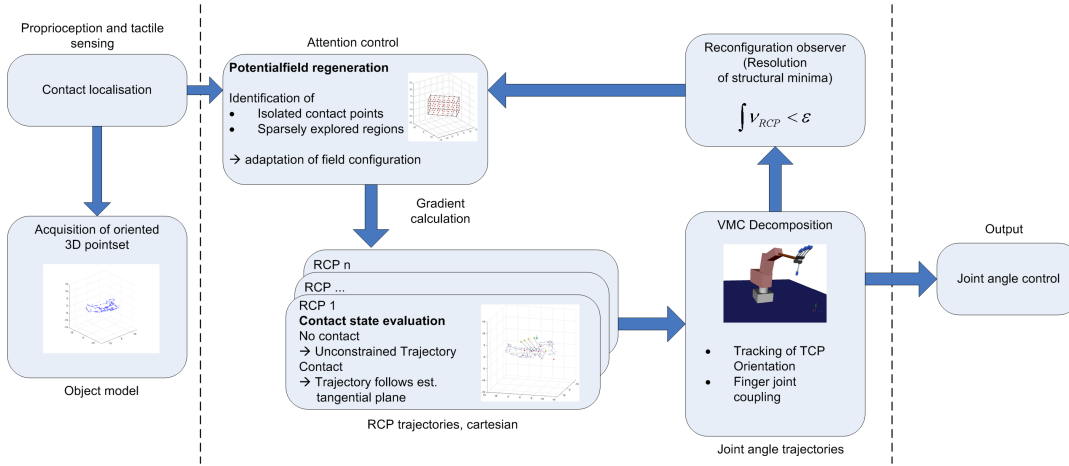 Proprioception and tactile
sensing
Contact localisation
Acquisition of oriented
3D pointset
Object model
Attention control
Potentialfield regeneration
Identification of
• Isolated contact points
• Sparsely explored regions
→ adaptation of field configuration
Gradient
calculation
RCP n
RCP ...
RCP 1
Contact state evaluation
No contact
→ Unconstrained Trajectory
Contact
→ Trajectory follows est.
tangential plane
RCP trajectories, cartesian
Reconfiguration observer
(Resolution
of structural minima)
∫ν_RCP < ε
VMC Decomposition
• Tracking of TCP
Orientation
• Finger joint
coupling
Joint angle trajectories
Output
Joint angle control